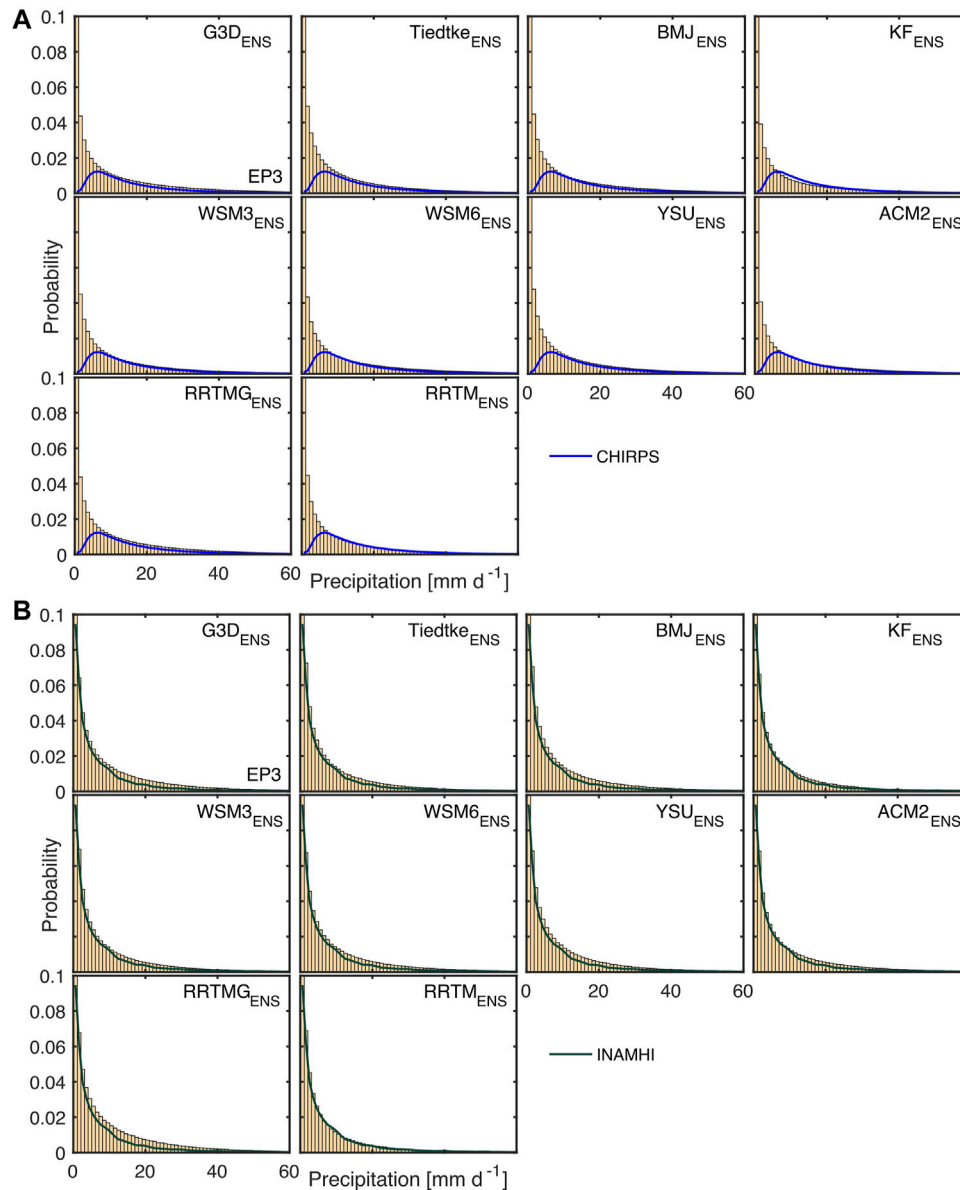 A
0.1
0.08
0.06
0.04
0.02
0
G3D_ENS
EP3
Tiedtke_ENS
BMJ_ENS
KF_ENS
Probability
WSM3_ENS
WSM6_ENS
YSU_ENS
ACM2_ENS
0 20 40 60
0.1
0.08
0.06
0.04
0.02
0
RRTMG_ENS
RRTM_ENS
CHIRPS
0 20 40 60
Precipitation [mm d⁻¹]
B
0.1
0.08
0.06
0.04
0.02
0
G3D_ENS
EP3
Tiedtke_ENS
BMJ_ENS
KF_ENS
Probability
WSM3_ENS
WSM6_ENS
YSU_ENS
ACM2_ENS
0 20 40 60
0.1
0.08
0.06
0.04
0.02
0
RRTMG_ENS
RRTM_ENS
INAMHI
0 20 40 60
Precipitation [mm d⁻¹]